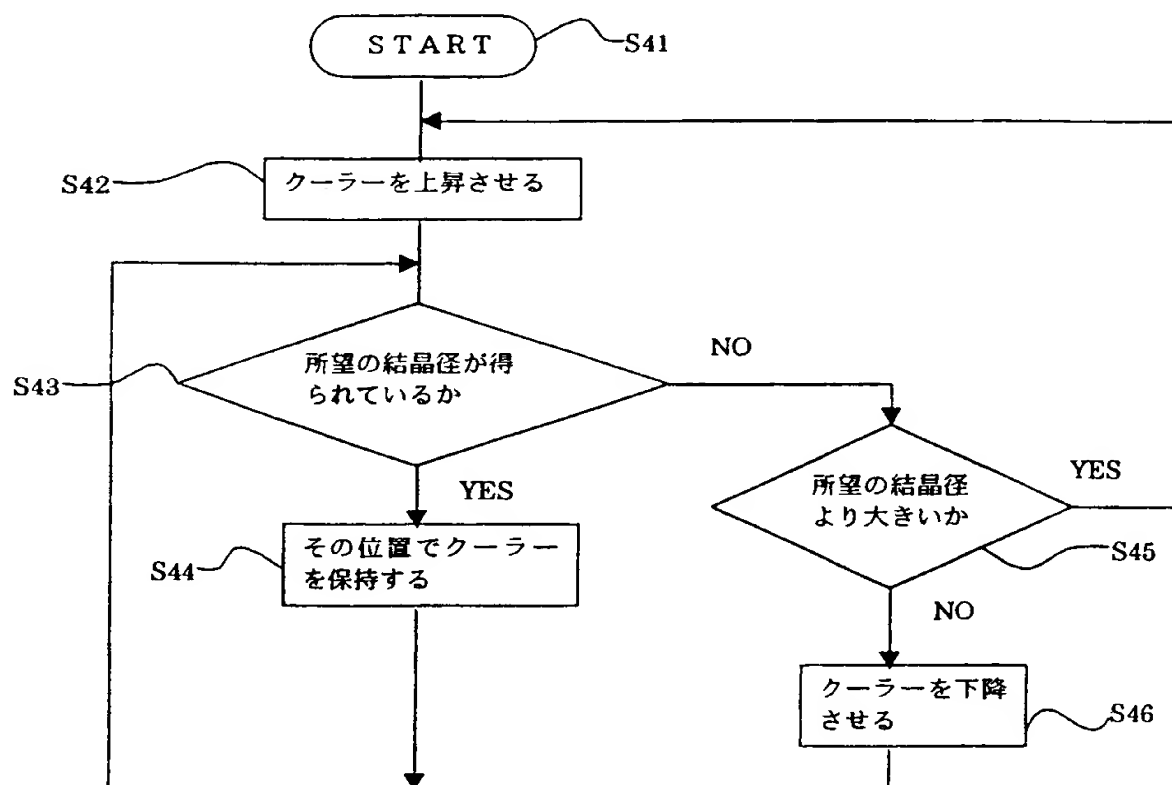 START
S41
S42
クーラーを上昇させる
所望の結晶径が得
られているか
S43
NO
YES
所望の結晶径
より大きいか
YES
S45
その位置でクーラー
を保持する
S44
NO
クーラーを下降
させる
S46